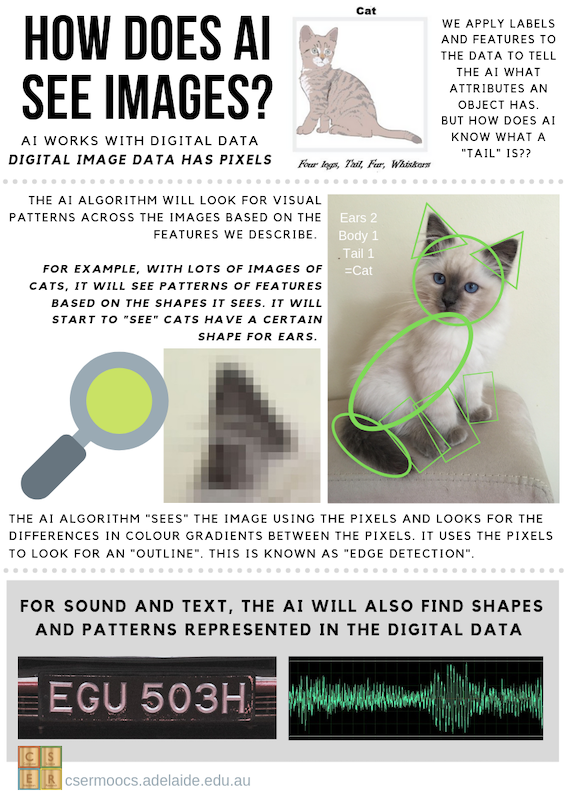 HOW DOES AI
SEE IMAGES?
AI WORKS WITH DIGITAL DATA
DIGITAL IMAGE DATA HAS PIXELS
Cat
Four legs, Tail, Fur, Whiskers
WE APPLY LABELS
AND FEATURES TO
THE DATA TO TELL
THE AI WHAT
ATTRIBUTES AN
OBJECT HAS.
BUT HOW DOES AI
KNOW WHAT A
"TAIL" IS??
THE AI ALGORITHM WILL LOOK FOR VISUAL
PATTERNS ACROSS THE IMAGES BASED ON THE
FEATURES WE DESCRIBE.
FOR EXAMPLE, WITH LOTS OF IMAGES OF
CATS, IT WILL SEE PATTERNS OF FEATURES
BASED ON THE SHAPES IT SEES. IT WILL
START TO "SEE" CATS HAVE A CERTAIN
SHAPE FOR EARS.
Ears 2
Body 1
Tail 1
=Cat
THE AI ALGORITHM "SEES" THE IMAGE USING THE PIXELS AND LOOKS FOR THE
DIFFERENCES IN COLOUR GRADIENTS BETWEEN THE PIXELS. IT USES THE PIXELS
TO LOOK FOR AN "OUTLINE". THIS IS KNOWN AS "EDGE DETECTION".
FOR SOUND AND TEXT, THE AI WILL ALSO FIND SHAPES
AND PATTERNS REPRESENTED IN THE DIGITAL DATA
EGU 503H
C S
E R
csermoocs.adelaide.edu.au